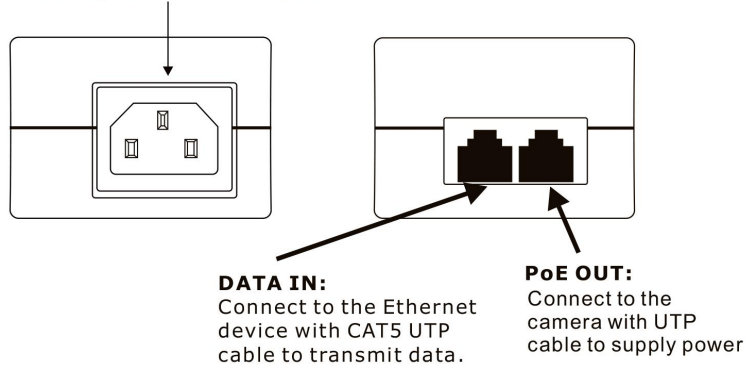 DATA IN:
Connect to the Ethernet
device with CAT5 UTP
cable to transmit data.
PoE OUT:
Connect to the
camera with UTP
cable to supply power